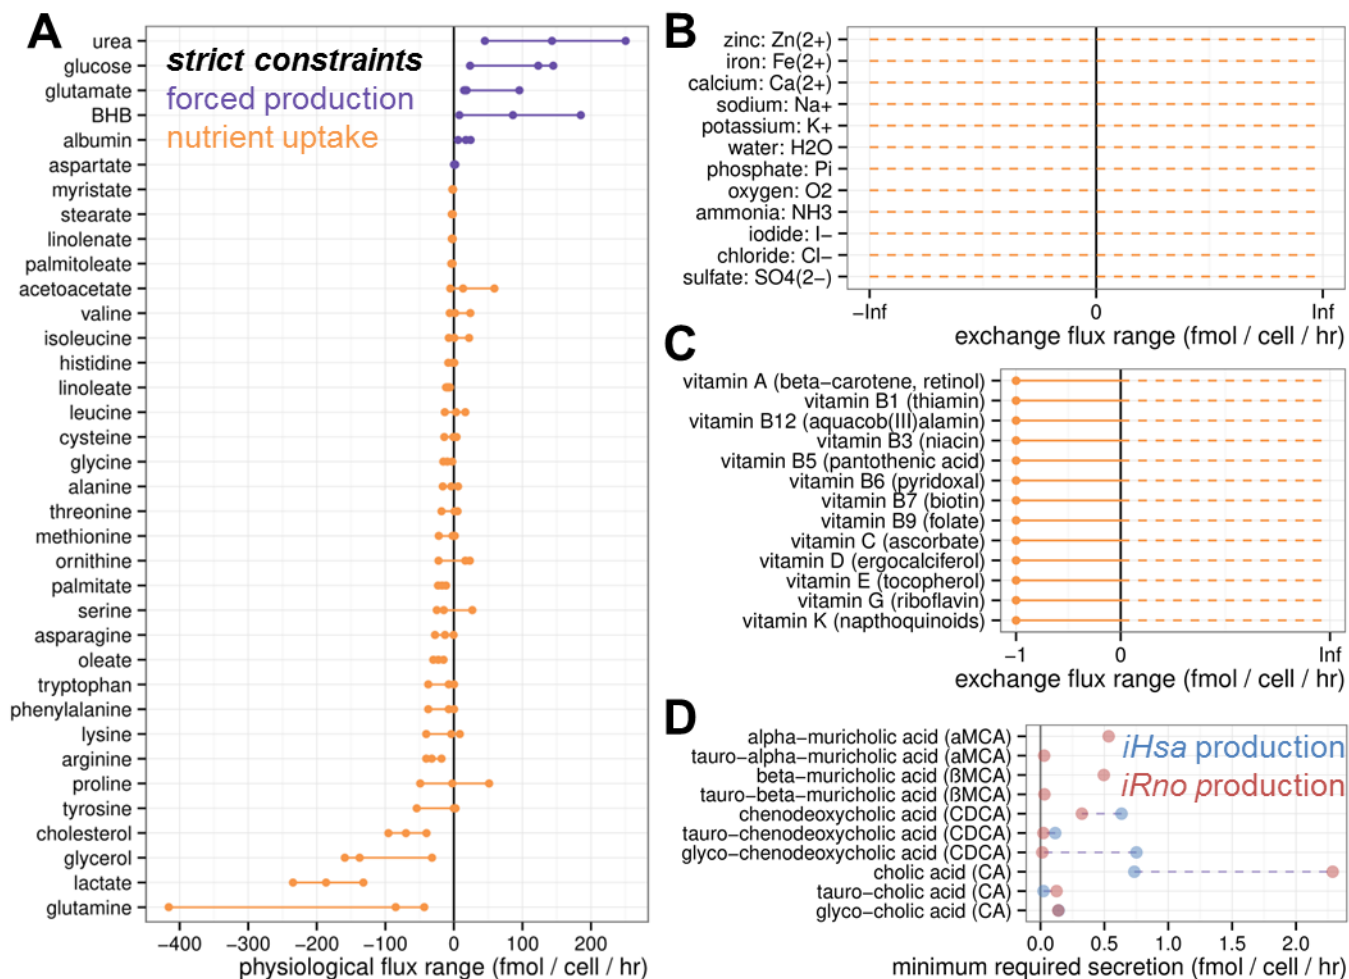 A
strict constraints
forced production
nutrient uptake
urea
glucose
glutamate
BHB
albumin
aspartate
myristate
stearate
linolenate
palmitoleate
acetoacetate
valine
isoleucine
histidine
linoleate
leucine
cysteine
glycine
alanine
threonine
methionine
ornithine
palmitate
serine
asparagine
oleate
tryptophan
phenylalanine
lysine
arginine
proline
tyrosine
cholesterol
glycerol
lactate
glutamine
−400 −300 −200 −100 0 100 200
physiological flux range (fmol / cell / hr)
B
zinc: Zn(2+)
iron: Fe(2+)
calcium: Ca(2+)
sodium: Na+
potassium: K+
water: H2O
phosphate: Pi
oxygen: O2
ammonia: NH3
iodide: I−
chloride: Cl−
sulfate: SO4(2−)
−Inf 0 Inf
exchange flux range (fmol / cell / hr)
C
vitamin A (beta−carotene, retinol)
vitamin B1 (thiamin)
vitamin B12 (aquacob(III)alamin)
vitamin B3 (niacin)
vitamin B5 (pantothenic acid)
vitamin B6 (pyridoxal)
vitamin B7 (biotin)
vitamin B9 (folate)
vitamin C (ascorbate)
vitamin D (ergocalciferol)
vitamin E (tocopherol)
vitamin G (riboflavin)
vitamin K (napthoquinoids)
−1 0 Inf
exchange flux range (fmol / cell / hr)
D
iHsa production
iRno production
alpha−muricholic acid (aMCA)
tauro−alpha−muricholic acid (aMCA)
beta−muricholic acid (ßMCA)
tauro−beta−muricholic acid (ßMCA)
chenodeoxycholic acid (CDCA)
tauro−chenodeoxycholic acid (CDCA)
glyco−chenodeoxycholic acid (CDCA)
cholic acid (CA)
tauro−cholic acid (CA)
glyco−cholic acid (CA)
0.0 0.5 1.0 1.5 2.0
minimum required secretion (fmol / cell / hr)